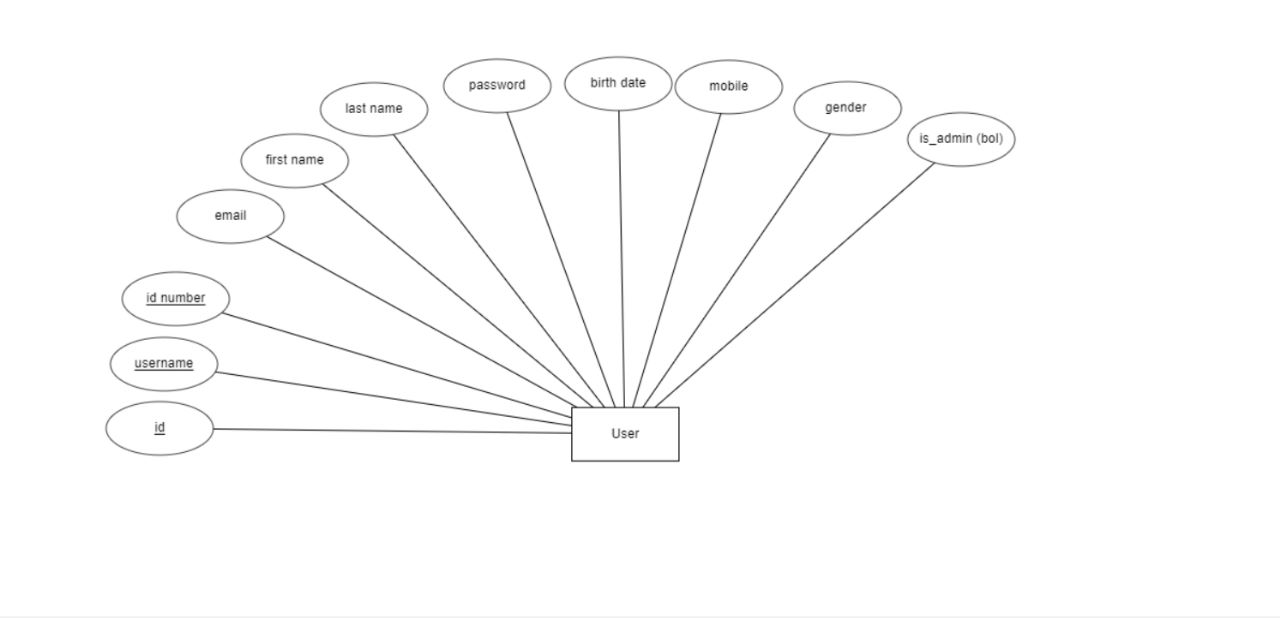 password
birth date
mobile
last name
gender
is_admin (bol)
first name
email
id number
username
id
User